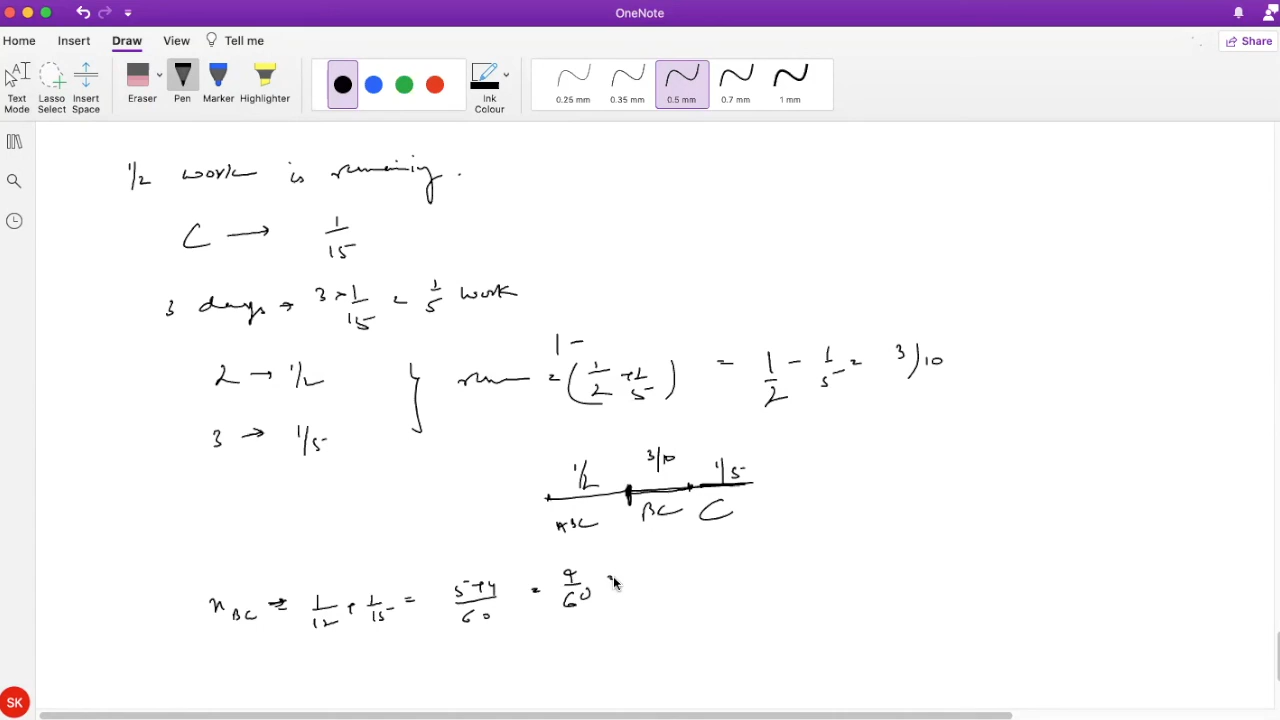 OneNote
Home Insert Draw View Tell me Share
Text Mode Lasso Select Insert Space Eraser Pen Marker Highlighter Ink Colour 0.25 mm 0.35 mm 0.5 mm 0.7 mm 1 mm
1/2 work is remaining.
C → 1/15
3 days → 3 × 1/15 = 1/5 work
1 -
2 → 1/2 } = (1/2 + 1/5) = 1/2 - 1/5 = 3/10
3 → 1/5
1/2 3/10 1/5
ABC BC C
BC → 1/12 + 1/15 = 5+4/60 = 9/60 =
SK